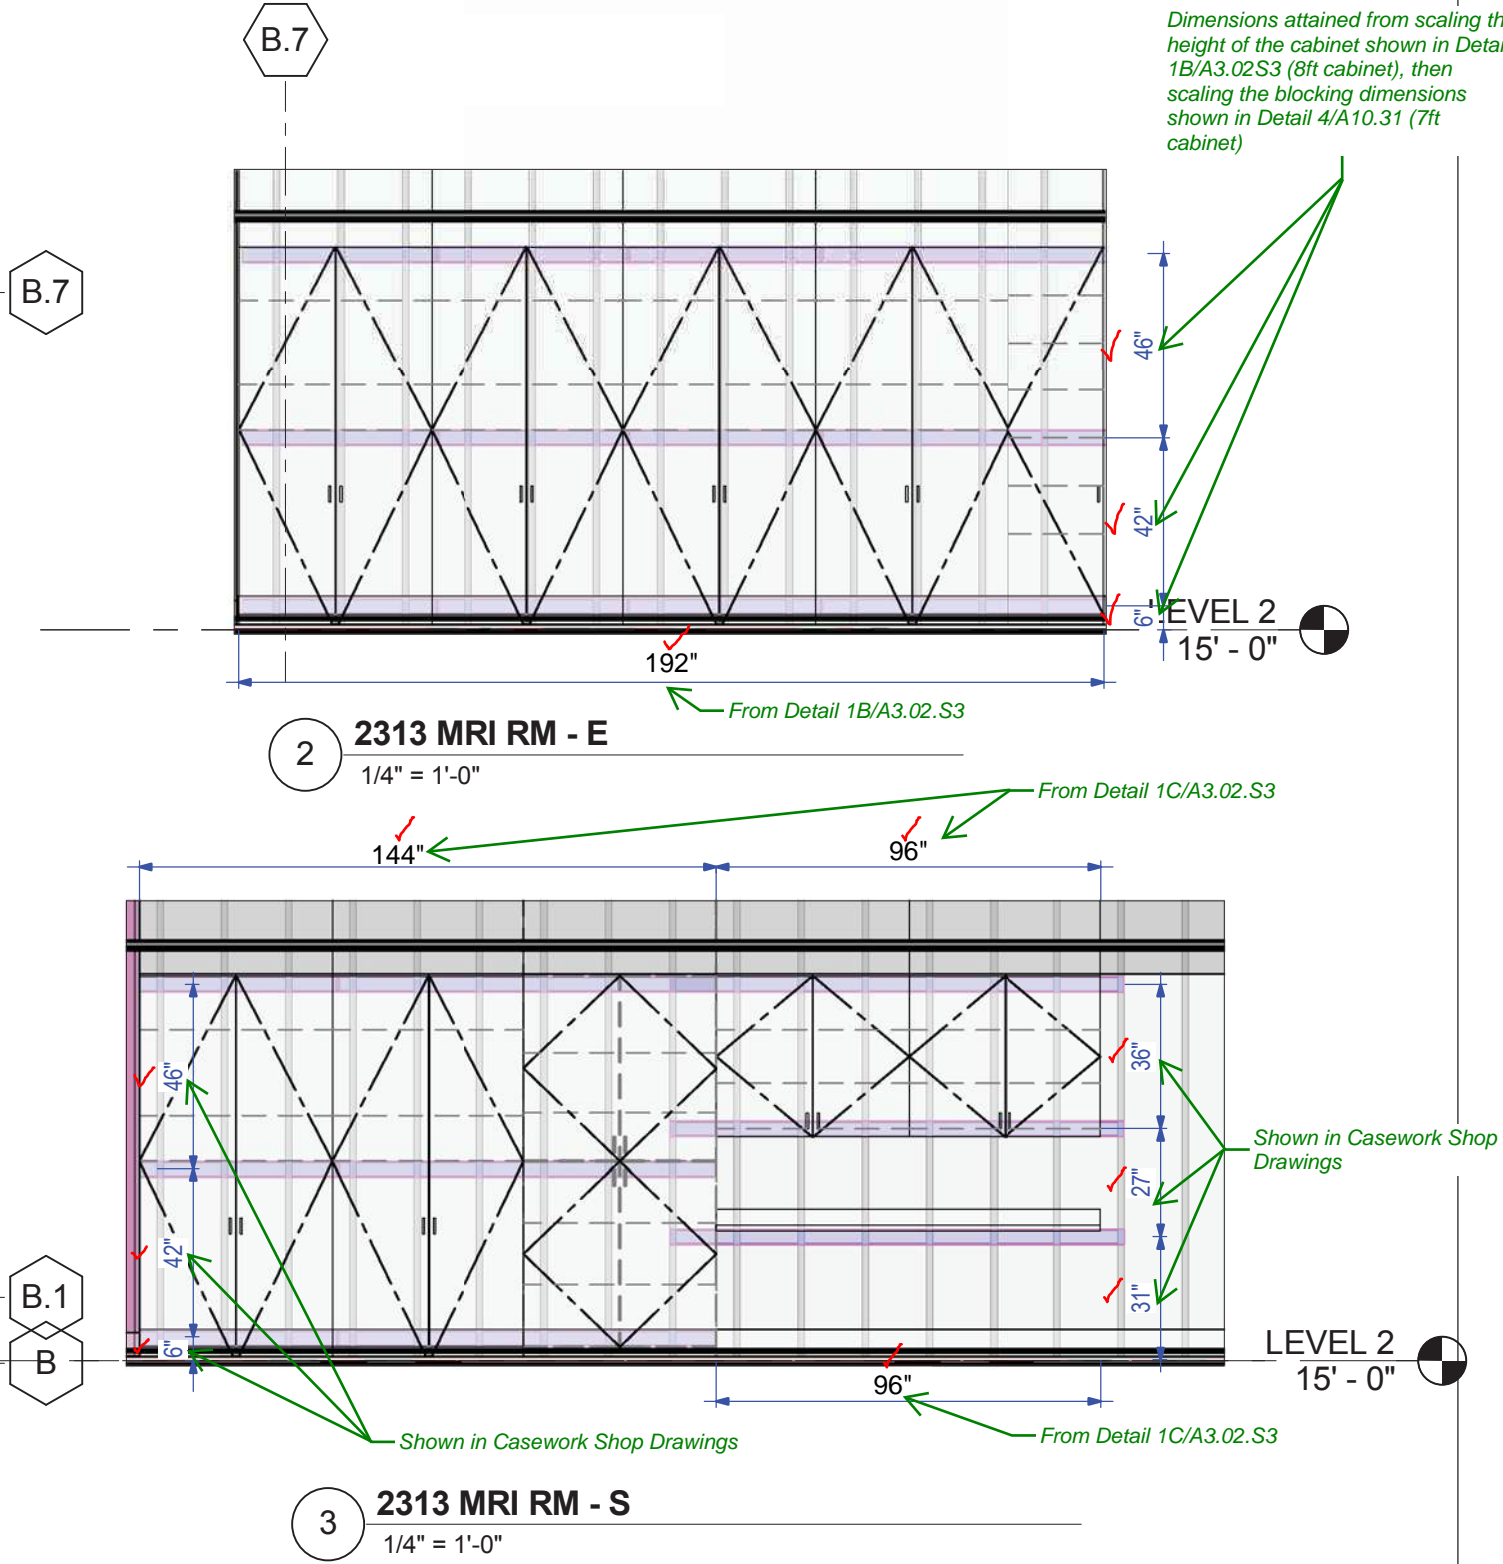 B.7
Dimensions attained from scaling th
height of the cabinet shown in Detai
1B/A3.02S3 (8ft cabinet), then
scaling the blocking dimensions
shown in Detail 4/A10.31 (7ft
cabinet)
B.7
46"
42"
6"
LEVEL 2
15' - 0"
192"
From Detail 1B/A3.02.S3
2
2313 MRI RM - E
1/4" = 1'-0"
From Detail 1C/A3.02.S3
144"
96"
46"
36"
Shown in Casework Shop
Drawings
27"
42"
31"
B.1
6"
B
LEVEL 2
15' - 0"
96"
Shown in Casework Shop Drawings
From Detail 1C/A3.02.S3
3
2313 MRI RM - S
1/4" = 1'-0"